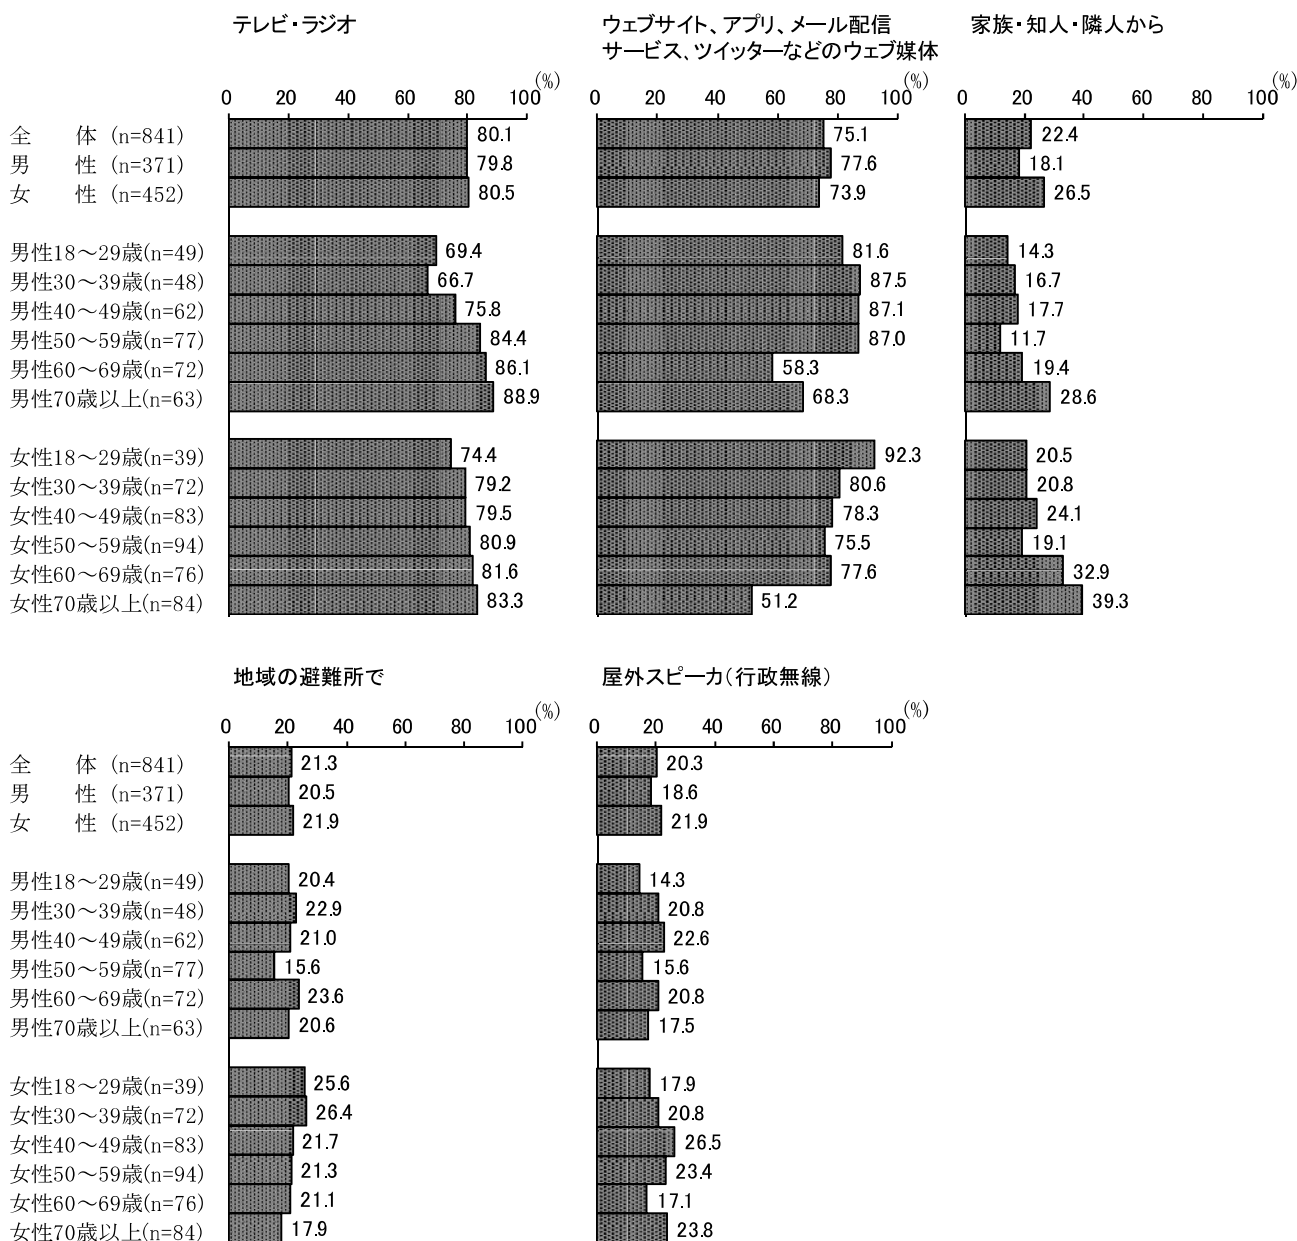 テレビ・ラジオ
ウェブサイト、アプリ、メール配信
サービス、ツイッターなどのウェブ媒体
家族・知人・隣人から
(%) (%) (%)
0 20 40 60 80 100 0 20 40 60 80 100 0 20 40 60 80 100
全 体 (n=841) 80.1 75.1 22.4
男 性 (n=371) 79.8 77.6 18.1
女 性 (n=452) 80.5 73.9 26.5
男性18～29歳(n=49) 69.4 81.6 14.3
男性30～39歳(n=48) 66.7 87.5 16.7
男性40～49歳(n=62) 75.8 87.1 17.7
男性50～59歳(n=77) 84.4 87.0 11.7
男性60～69歳(n=72) 86.1 58.3 19.4
男性70歳以上(n=63) 88.9 68.3 28.6
女性18～29歳(n=39) 74.4 92.3 20.5
女性30～39歳(n=72) 79.2 80.6 20.8
女性40～49歳(n=83) 79.5 78.3 24.1
女性50～59歳(n=94) 80.9 75.5 19.1
女性60～69歳(n=76) 81.6 77.6 32.9
女性70歳以上(n=84) 83.3 51.2 39.3
地域の避難所で 屋外スピーカ（行政無線）
(%) (%)
0 20 40 60 80 100 0 20 40 60 80 100
全 体 (n=841) 21.3 20.3
男 性 (n=371) 20.5 18.6
女 性 (n=452) 21.9 21.9
男性18～29歳(n=49) 20.4 14.3
男性30～39歳(n=48) 22.9 20.8
男性40～49歳(n=62) 21.0 22.6
男性50～59歳(n=77) 15.6 15.6
男性60～69歳(n=72) 23.6 20.8
男性70歳以上(n=63) 20.6 17.5
女性18～29歳(n=39) 25.6 17.9
女性30～39歳(n=72) 26.4 20.8
女性40～49歳(n=83) 21.7 26.5
女性50～59歳(n=94) 21.3 23.4
女性60～69歳(n=76) 21.1 17.1
女性70歳以上(n=84) 17.9 23.8